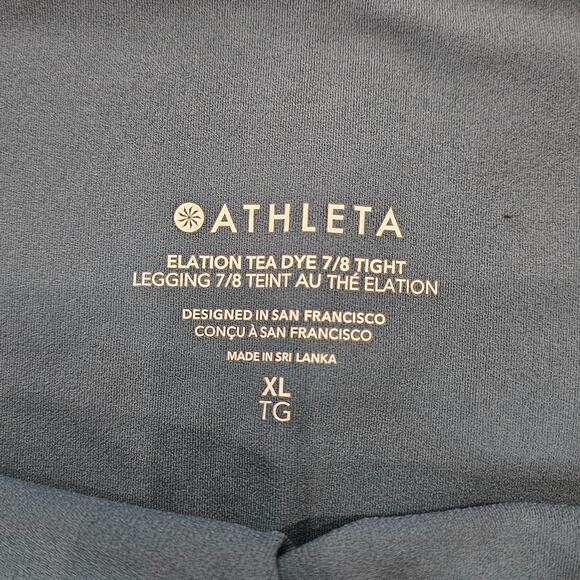 ATHLETA
ELATION TEA DYE 7/8 TIGHT
LEGGING 7/8 TEINT AU THÉ ELATION
DESIGNED IN SAN FRANCISCO
CONÇU À SAN FRANCISCO
MADE IN SRI LANKA
XL
TG